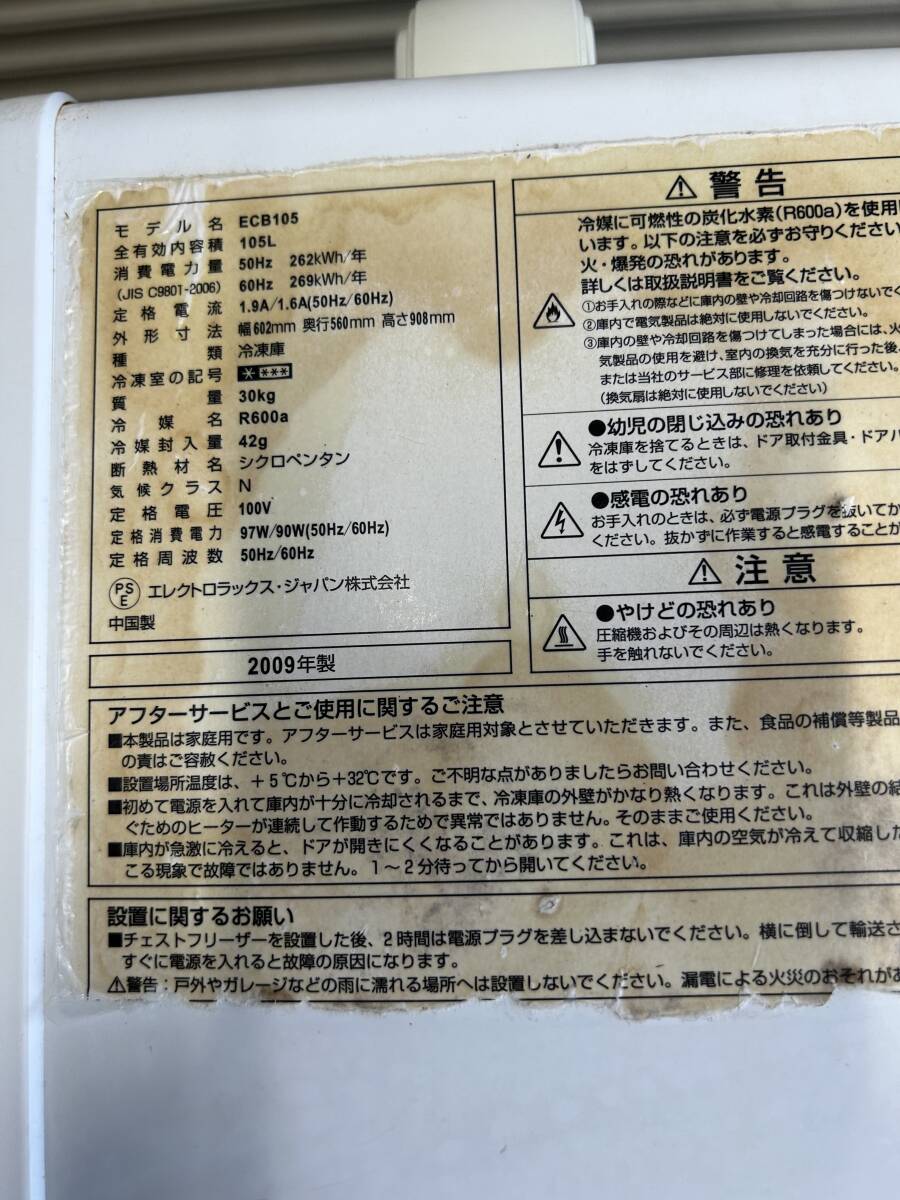 モデル名 ECB105
全有効内容積 105L
消費電力量 50Hz 262kWh/年
(JIS C9801-2006) 60Hz 269kWh/年
定格電流 1.9A/1.6A(50Hz/60Hz)
外形寸法 幅602mm 奥行560mm 高さ908mm
種類 冷凍庫
冷凍室の記号 ****
質量 30kg
冷媒名 R600a
冷媒封入量 42g
断熱材名 シクロペンタン
気候クラス N
定格電圧 100V
定格消費電力 97W/90W(50Hz/60Hz)
定格周波数 50Hz/60Hz
PSE エレクトロラックス・ジャパン株式会社
中国製
2009年製
⚠警告
冷媒に可燃性の炭化水素(R600a)を使用
います。以下の注意を必ずお守りください
火・爆発の恐れがあります。
詳しくは取扱説明書をご覧ください。
①お手入れの際などに庫内の壁や冷却回路を傷つけないでく
②庫内で電気製品は絶対に使用しないでください。
③庫内の壁や冷却回路を傷つけてしまった場合には、火
気製品の使用を避け、室内の換気を充分に行った後、
または当社のサービス部に修理を依頼してください。
(換気扇は絶対に使用しないでください)
●幼児の閉じ込みの恐れあり
冷凍庫を捨てるときは、ドア取付金具・ドアパ
をはずしてください。
●感電の恐れあり
お手入れのときは、必ず電源プラグを抜いてか
ください。抜かずに作業すると感電することが
⚠注意
●やけどの恐れあり
圧縮機およびその周辺は熱くなります。
手を触れないでください。
アフターサービスとご使用に関するご注意
■本製品は家庭用です。アフターサービスは家庭用対象とさせていただきます。また、食品の補償等製品
の責はご容赦ください。
■設置場所温度は、+5℃から+32℃です。ご不明な点がありましたらお問い合わせください。
■初めて電源を入れて庫内が十分に冷却されるまで、冷凍庫の外壁がかなり熱くなります。これは外壁の結
ぐためのヒーターが連続して作動するためで異常ではありません。そのままご使用ください。
■庫内が急激に冷えると、ドアが開きにくくなることがあります。これは、庫内の空気が冷えて収縮した
こる現象で故障ではありません。1〜2分待ってから開いてください。
設置に関するお願い
■チェストフリーザーを設置した後、2時間は電源プラグを差し込まないでください。横に倒して輸送さ
すぐに電源を入れると故障の原因になります。
⚠警告：戸外やガレージなどの雨に濡れる場所へは設置しないでください。漏電による火災のおそれがあ